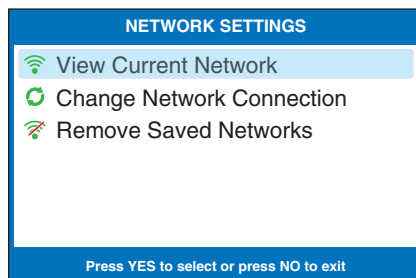 NETWORK SETTINGS
View Current Network
Change Network Connection
Remove Saved Networks
Press YES to select or press NO to exit